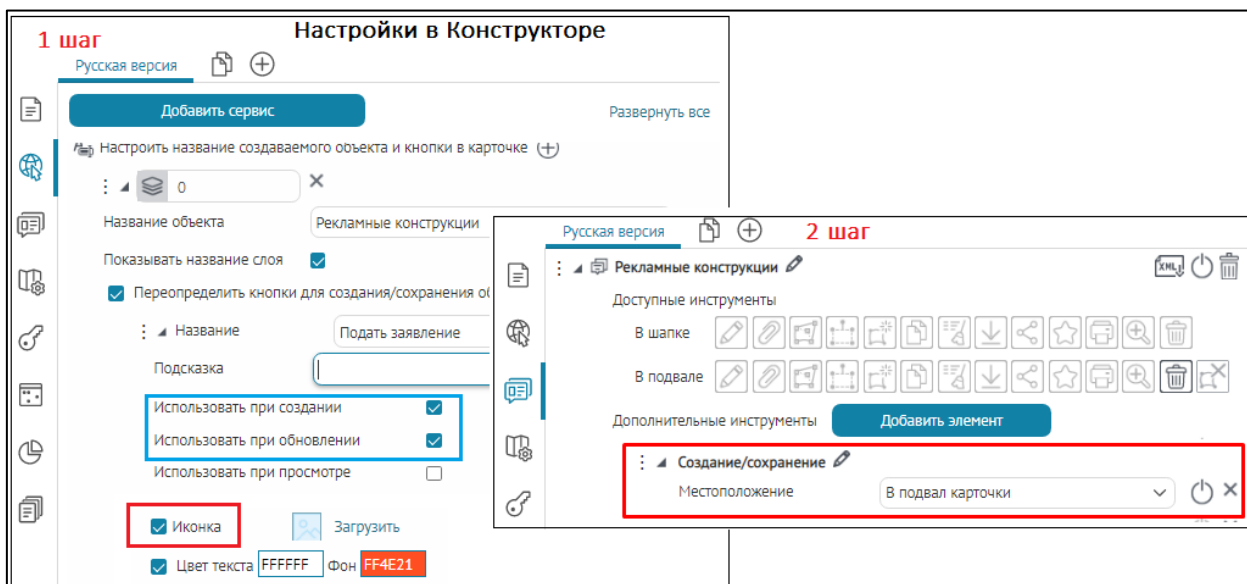 Настройки в Конструкторе
1 шаг
Русская версия
Добавить сервис
Развернуть все
Настроить название создаваемого объекта и кнопки в карточке
0
Название объекта
Рекламные конструкции
Показывать название слоя
Переопределить кнопки для создания/сохранения об
Название
Подать заявление
Подсказка
Использовать при создании
Использовать при обновлении
Использовать при просмотре
Иконка
Загрузить
Цвет текста FFFFFF Фон FF4E21
Русская версия
2 шаг
Рекламные конструкции
XML
Доступные инструменты
В шапке
В подвале
Дополнительные инструменты
Добавить элемент
Создание/сохранение
Местоположение
В подвал карточки